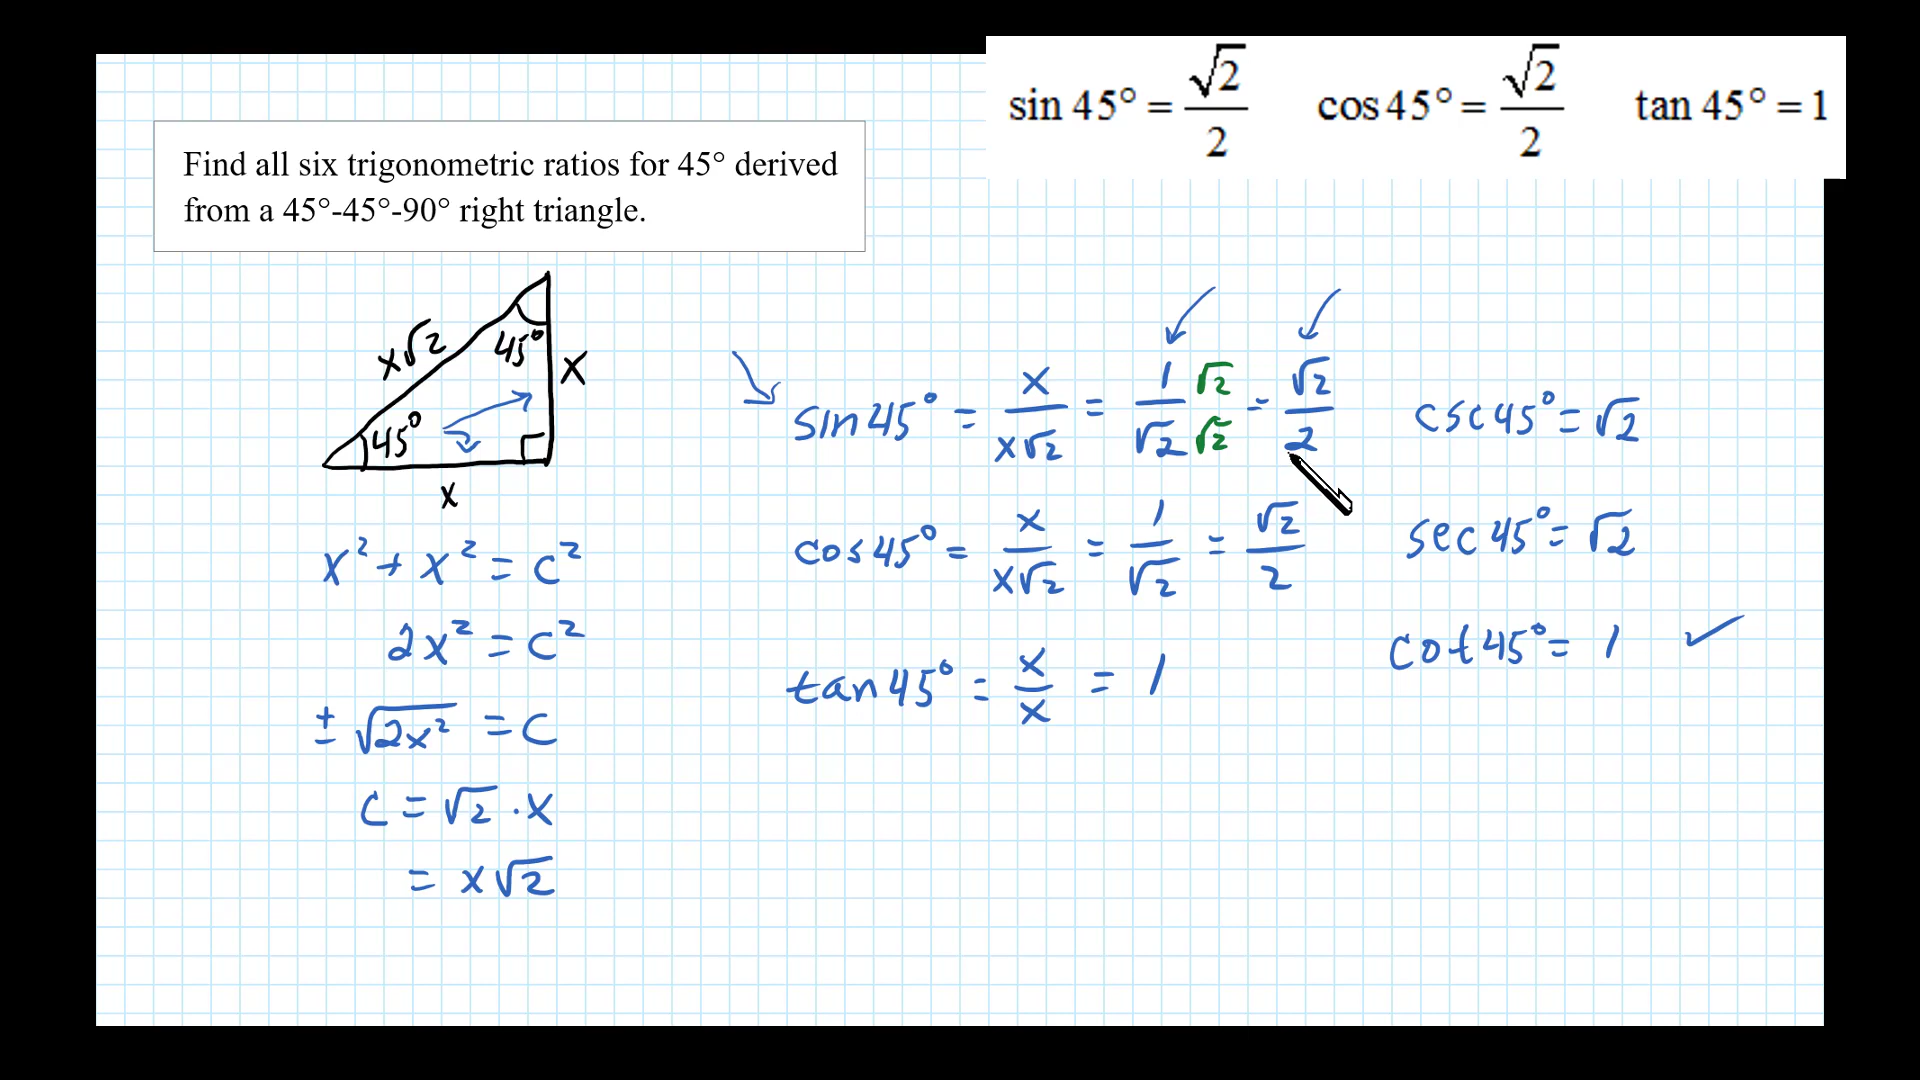 sin 45° = √2/2 cos 45° = √2/2 tan 45° = 1
Find all six trigonometric ratios for 45° derived
from a 45°-45°-90° right triangle.
x√2
45°
x
45°
x
x² + x² = c²
2x² = c²
± √2x² = c
c = √2 · x
= x√2
sin 45° = x/x√2 = 1/√2 √2/√2 = √2/2
cos 45° = x/x√2 = 1/√2 = √2/2
tan 45° = x/x = 1
csc 45° = √2
sec 45° = √2
cot 45° = 1 ✓